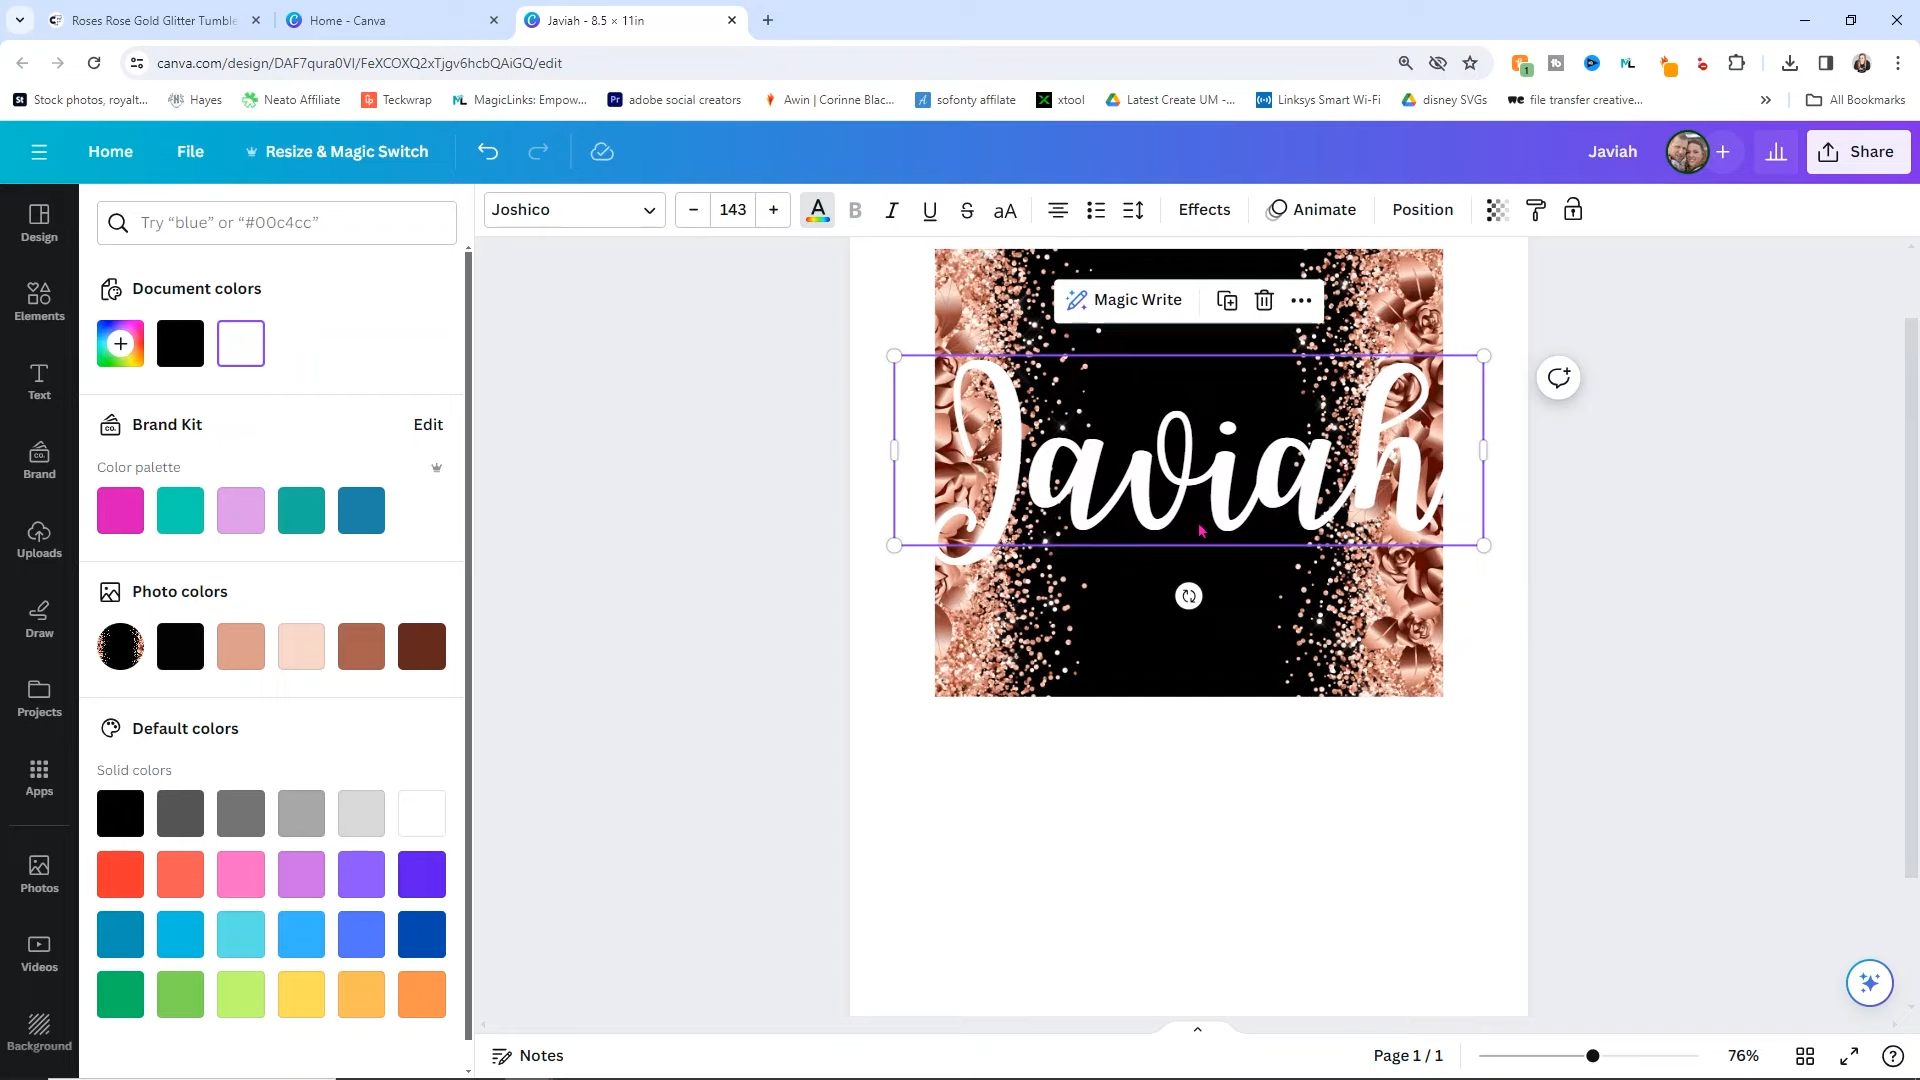 Roses Rose Gold Glitter Tumble
Home - Canva
Javiah - 8.5 × 11in
canva.com/design/DAF7qura0VI/FeXCOXQ2xTjgv6hcbQAiGQ/edit
1
Stock photos, royalt...
Hayes
Neato Affiliate
Teckwrap
MagicLinks: Empow...
adobe social creators
Awin | Corinne Blac...
sofonty affilate
xtool
Latest Create UM -...
Linksys Smart Wi-Fi
disney SVGs
file transfer creative...
»
All Bookmarks
Home
File
Resize & Magic Switch
Javiah
Share
Design
Elements
Text
Brand
Uploads
Draw
Projects
Apps
Photos
Videos
Background
Try “blue” or “#00c4cc”
Document colors
Brand Kit
Edit
Color palette
Photo colors
Default colors
Solid colors
Joshico
– 143 +
A B I U S aA
Effects
Animate
Position
Magic Write
Javiah
Notes
Page 1 / 1
76%